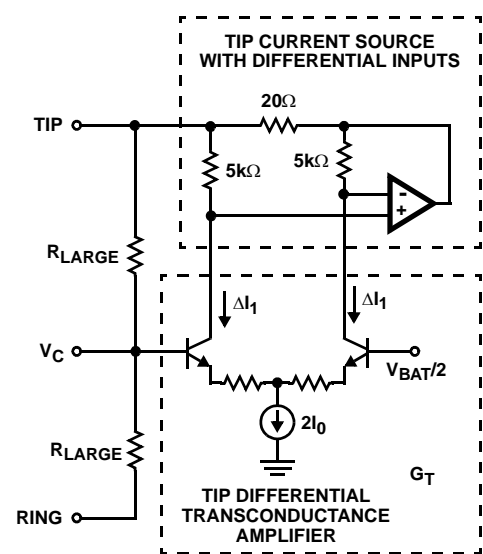 TIP CURRENT SOURCE
WITH DIFFERENTIAL INPUTS
20Ω
TIP
5kΩ
5kΩ
-
+
RLARGE
ΔI1
ΔI1
VC
VBAT/2
2I0
RLARGE
GT
TIP DIFFERENTIAL
TRANSCONDUCTANCE
AMPLIFIER
RING